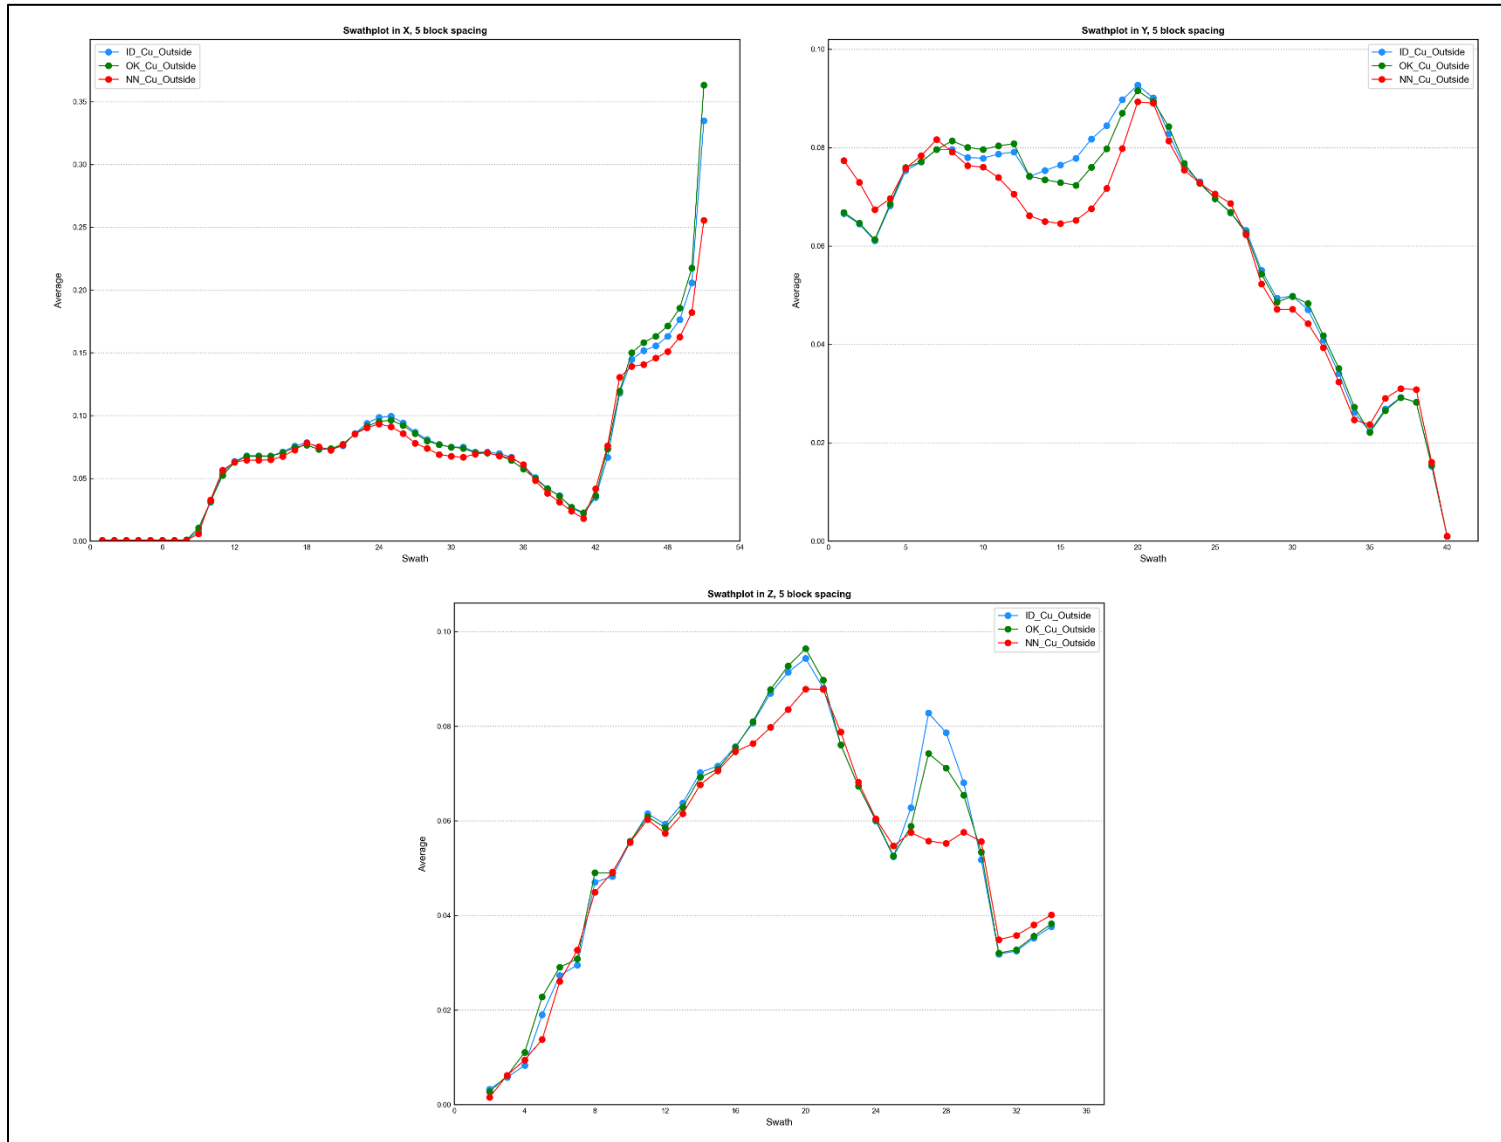 Swathplot in X, 5 block spacing
ID_Cu_Outside
OK_Cu_Outside
NN_Cu_Outside
0.35
0.30
0.25
0.20
0.15
0.10
0.05
0.00
Average
0 6 12 18 24 30 36 42 48 54
Swath
Swathplot in Y, 5 block spacing
ID_Cu_Outside
OK_Cu_Outside
NN_Cu_Outside
0.10
0.08
0.06
0.04
0.02
0.00
Average
0 5 10 15 20 25 30 35 40
Swath
Swathplot in Z, 5 block spacing
ID_Cu_Outside
OK_Cu_Outside
NN_Cu_Outside
0.10
0.08
0.06
0.04
0.02
0.00
Average
0 4 8 12 16 20 24 28 32 36
Swath